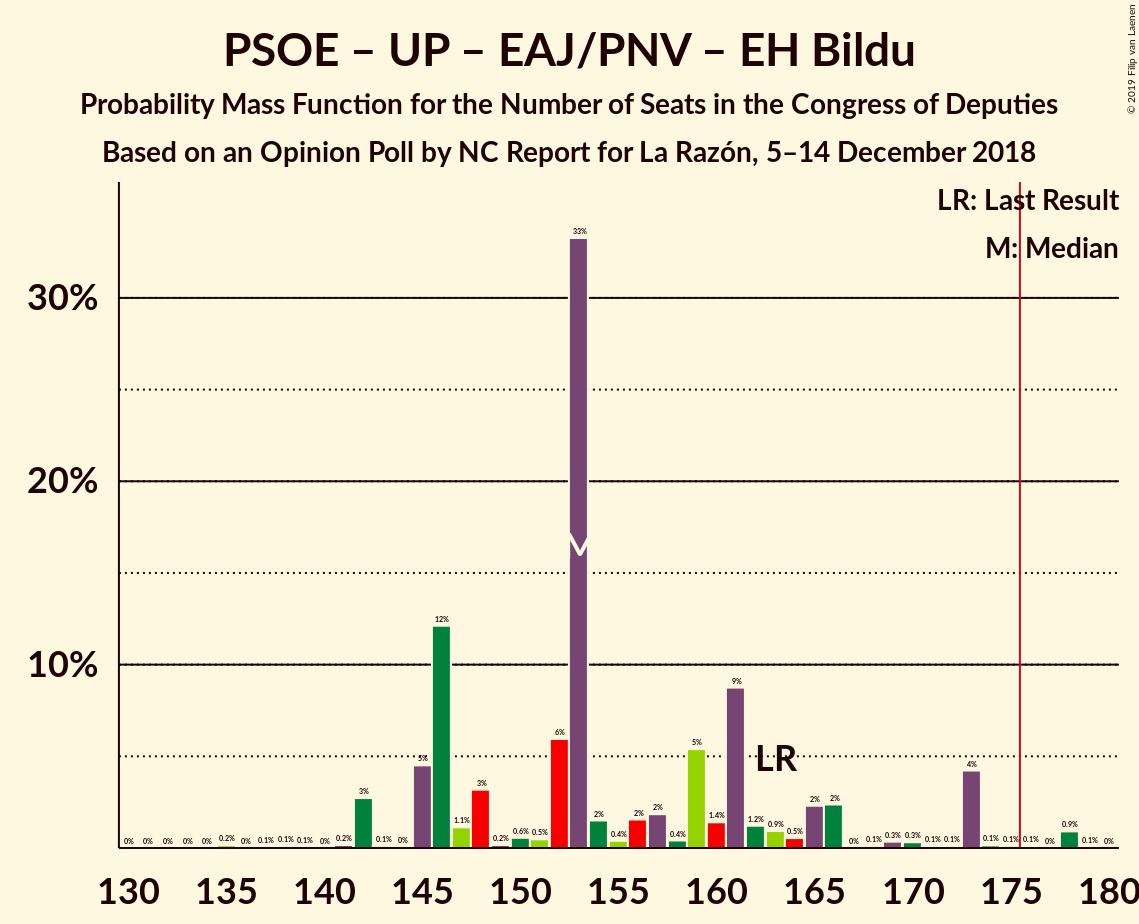 PSOE – UP – EAJ/PNV – EH Bildu
Probability Mass Function for the Number of Seats in the Congress of Deputies
Based on an Opinion Poll by NC Report for La Razón, 5–14 December 2018
© 2019 Filip van Laenen
LR: Last Result
M: Median
30%
20%
10%
0% 0% 0% 0% 0% 0.2% 0% 0.1% 0.1% 0.1% 0% 0.2% 3% 0.1% 0% 5% 12% 1.1% 3% 0.2% 0.6% 0.5% 6% 33% 2% 0.4% 2% 2% 0.4% 5% 1.4% 9% 1.2% 0.9% 0.5% 2% 2% 0% 0.1% 0.3% 0.3% 0.1% 0.1% 4% 0.1% 0.1% 0.1% 0% 0.9% 0.1% 0%
M
LR
130 135 140 145 150 155 160 165 170 175 180